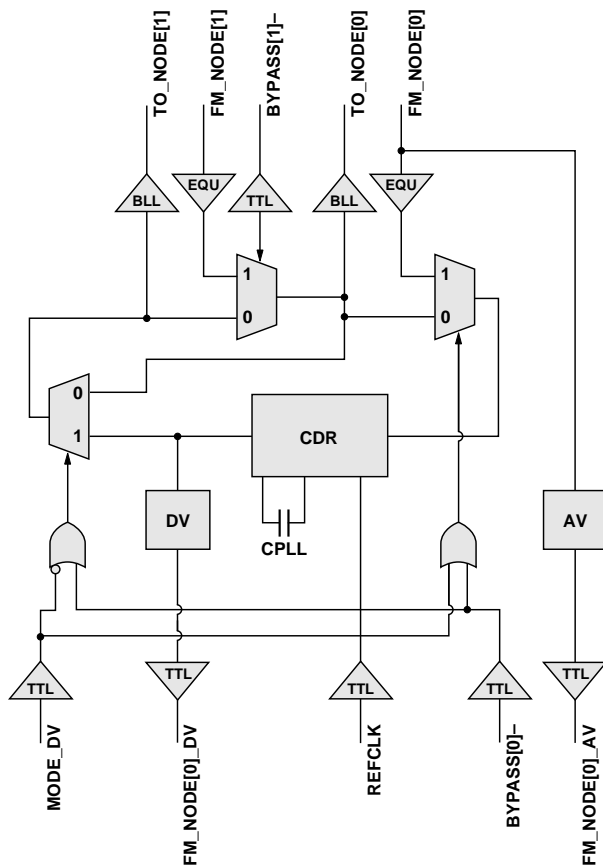 TO_NODE[1]
FM_NODE[1]
BYPASS[1]–
TO_NODE[0]
FM_NODE[0]
BLL
EQU
TTL
BLL
EQU
1
0
1
0
0
1
CDR
DV
CPLL
AV
TTL
TTL
TTL
TTL
TTL
MODE_DV
FM_NODE[0]_DV
REFCLK
BYPASS[0]–
FM_NODE[0]_AV